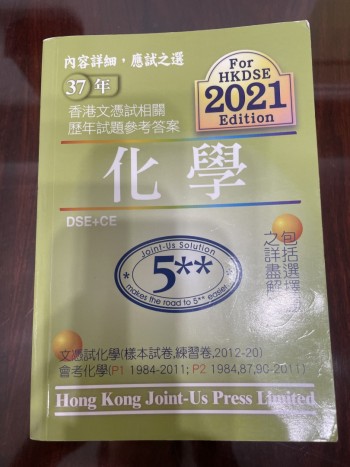 內容詳細，應試之選
37年
香港文憑試相關
歷年試題參考答案
For
HKDSE
2021
Edition
化學
DSE+CE
Joint-Us Solution
5**
* makes the road to 5** easier *
包括選擇題
之詳盡解
文憑試化學(樣本試卷,練習卷,2012-20)
會考化學(P1 1984-2011; P2 1984,87,90-2011)
Hong Kong Joint-Us Press Limited